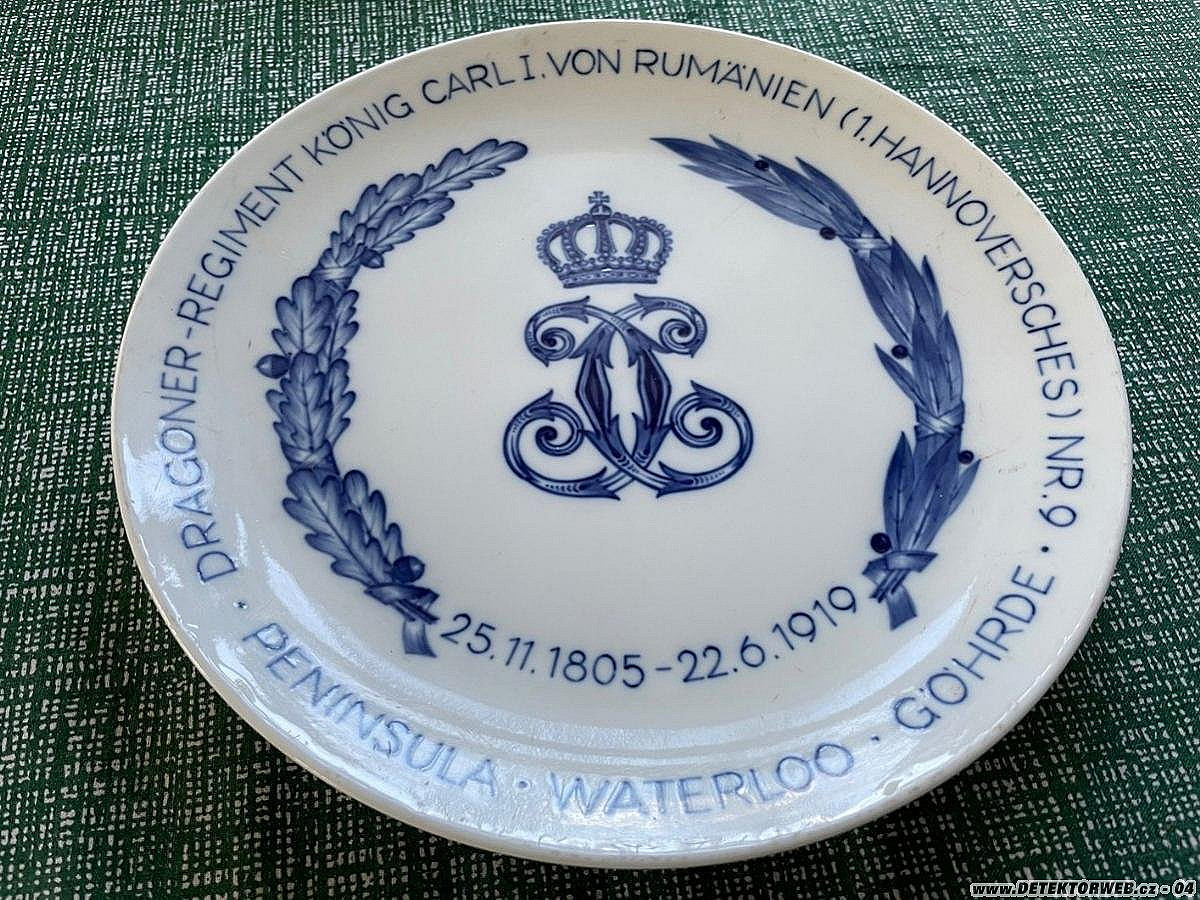 DRAGONER-REGIMENT KÖNIG CARL I. VON RUMÄNIEN (1. HANNOVERSCHES) NR. 9 ·
PENINSULA · WATERLOO · GÖHRDE ·
25.11.1805-22.6.1919
www.DETEKTORWEB.cz - 04